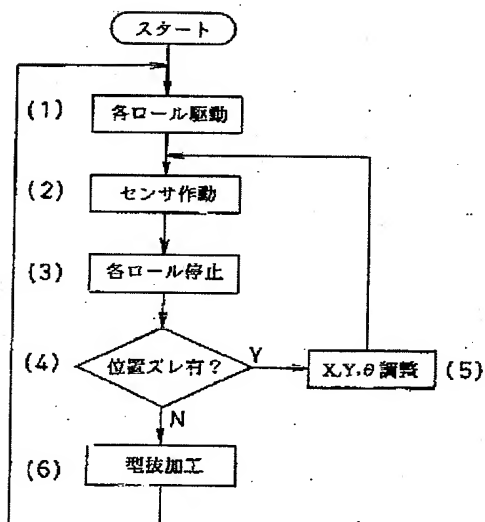 スタート
(1) 各ロール駆動
(2) センサ作動
(3) 各ロール停止
(4) 位置ズレ有? Y X,Y,θ調整 (5)
N
(6) 型抜加工